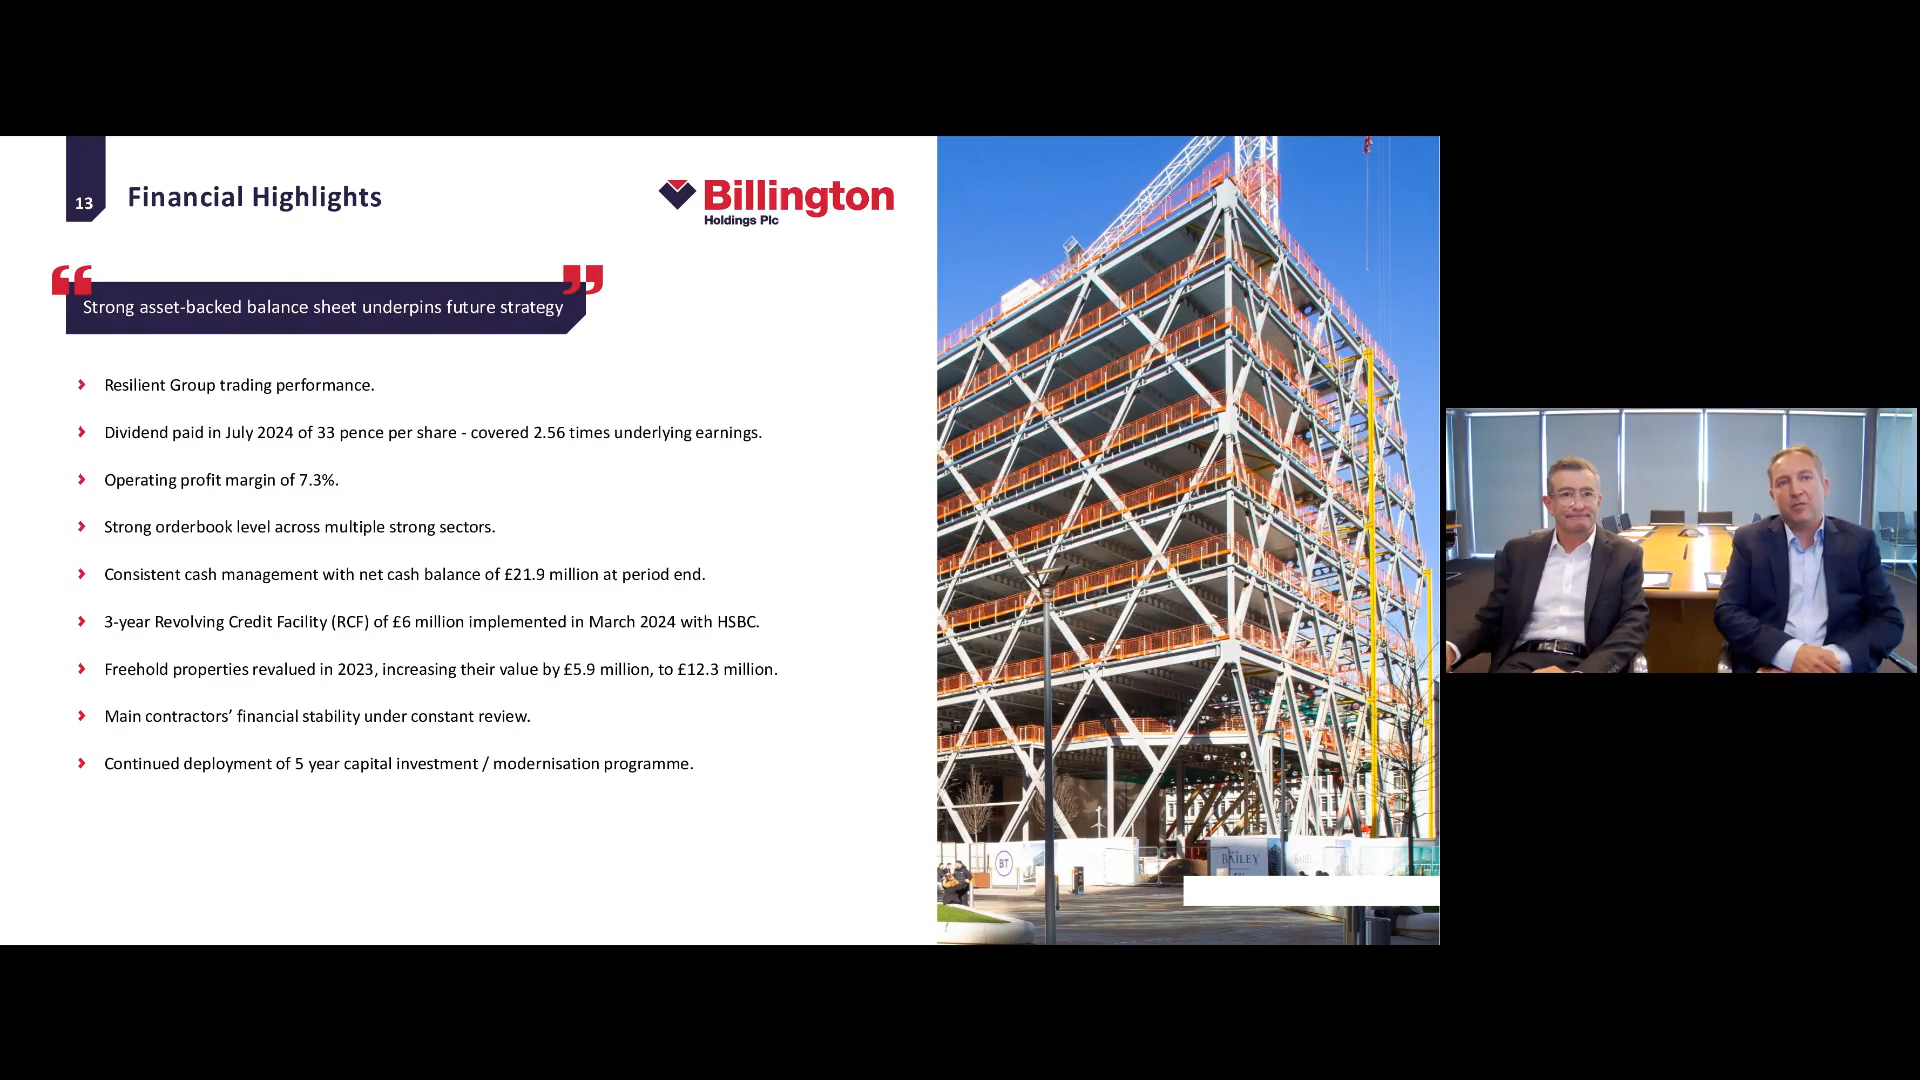 13
Financial Highlights
Billington
Holdings Plc
Strong asset-backed balance sheet underpins future strategy
Resilient Group trading performance.
Dividend paid in July 2024 of 33 pence per share - covered 2.56 times underlying earnings.
Operating profit margin of 7.3%.
Strong orderbook level across multiple strong sectors.
Consistent cash management with net cash balance of £21.9 million at period end.
3-year Revolving Credit Facility (RCF) of £6 million implemented in March 2024 with HSBC.
Freehold properties revalued in 2023, increasing their value by £5.9 million, to £12.3 million.
Main contractors’ financial stability under constant review.
Continued deployment of 5 year capital investment / modernisation programme.
BT
BAILEY